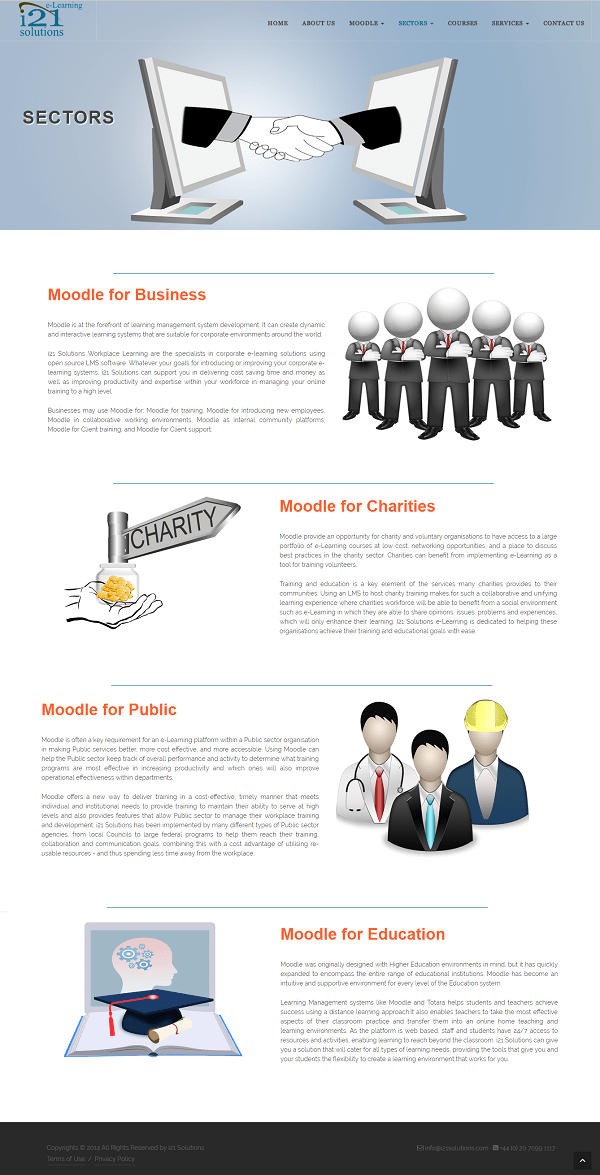 e-Learning
i21
solutions
HOME ABOUT US MOODLE SECTORS COURSES SERVICES CONTACT US
SECTORS
Moodle for Business
Moodle is at the forefront of learning management system development. It can create dynamic
and interactive learning systems that are suitable for corporate environments around the world.
i21 Solutions Workplace Learning are the specialists in corporate e-learning solutions using
open source LMS software. Whatever your goals for introducing or improving your corporate e-
learning systems, i21 Solutions can support you in delivering cost saving time and money as
well as improving productivity and expertise within your workforce in managing your online
training to a high level.
Businesses may use Moodle for: Moodle for training, Moodle for introducing new employees,
Moodle in collaborative working environments, Moodle as internal community platforms,
Moodle for Client training, and Moodle for Client support.
CHARITY
Moodle for Charities
Moodle provide an opportunity for charity and voluntary organisations to have access to a large
portfolio of e-Learning courses at low cost, networking opportunities, and a place to discuss
best practices in the charity sector. Charities can benefit from implementing e-Learning as a
tool for training volunteers.
Training and education is a key element of the services many charities provides to their
communities. Using an LMS to host charity training makes for such a collaborative and unifying
learning experience where charities workforce will be able to benefit from a social environment
such as e-Learning in which they are able to share opinions, issues, problems and experiences,
which will only enhance their learning. I21 Solutions e-Learning is dedicated to helping these
organisations achieve their training and educational goals with ease.
Moodle for Public
Moodle is often a key requirement for an e-Learning platform within a Public sector organisation
in making Public services better, more cost effective, and more accessible. Using Moodle can
help the Public sector keep track of overall performance and activity to determine what training
programs are most effective in increasing productivity and which ones will also improve
operational effectiveness within departments.
Moodle offers a new way to deliver training in a cost-effective, timely manner that meets
individual and institutional needs to provide training to maintain their ability to serve at high
levels and also provides features that allow Public sector to manage their workplace training
and development. i21 Solutions has been implemented by many different types of Public sector
agencies, from local Councils to large federal programs to help them reach their training,
collaboration and communication goals, combining this with a cost advantage of utilising re-
usable resources - and thus spending less time away from the workplace.
Moodle for Education
Moodle was originally designed with Higher Education environments in mind, but it has quickly
expanded to encompass the entire range of educational institutions. Moodle has become an
intuitive and supportive environment for every level of the Education system.
Learning Management systems like Moodle and Totara helps students and teachers achieve
success using a distance learning approach.It also enables teachers to take the most effective
aspects of their classroom practice and transfer them into an online home teaching and
learning environments. As the platform is web based, staff and students have 24/7 access to
resources and activities, enabling learning to reach beyond the classroom. i21 Solutions can give
you a solution that will cater for all types of learning needs, providing the tools that give you and
your students the flexibility to create a learning environment that works for you.
Copyrights © 2014 All Rights Reserved by i21 Solutions. info@i21solutions.com · +44 (0) 20 7099 1117 ·
Terms of Use / Privacy Policy